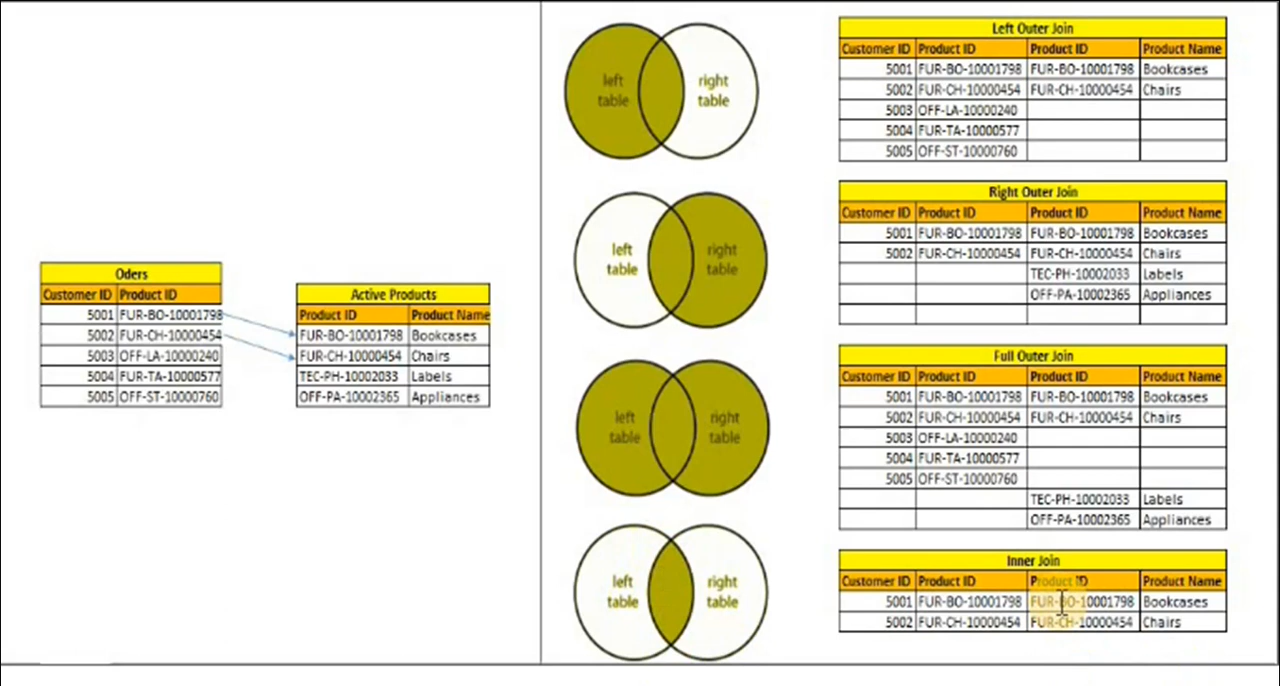 Oders
Customer ID Product ID
5001 FUR-BO-10001798
5002 FUR-CH-10000454
5003 OFF-LA-10000240
5004 FUR-TA-10000577
5005 OFF-ST-10000760
Active Products
Product ID Product Name
FUR-BO-10001798 Bookcases
FUR-CH-10000454 Chairs
TEC-PH-10002033 Labels
OFF-PA-10002365 Appliances
left table
right table
Left Outer Join
Customer ID Product ID Product ID Product Name
5001 FUR-BO-10001798 FUR-BO-10001798 Bookcases
5002 FUR-CH-10000454 FUR-CH-10000454 Chairs
5003 OFF-LA-10000240
5004 FUR-TA-10000577
5005 OFF-ST-10000760
left table
right table
Right Outer Join
Customer ID Product ID Product ID Product Name
5001 FUR-BO-10001798 FUR-BO-10001798 Bookcases
5002 FUR-CH-10000454 FUR-CH-10000454 Chairs
TEC-PH-10002033 Labels
OFF-PA-10002365 Appliances
left table
right table
Full Outer Join
Customer ID Product ID Product ID Product Name
5001 FUR-BO-10001798 FUR-BO-10001798 Bookcases
5002 FUR-CH-10000454 FUR-CH-10000454 Chairs
5003 OFF-LA-10000240
5004 FUR-TA-10000577
5005 OFF-ST-10000760
TEC-PH-10002033 Labels
OFF-PA-10002365 Appliances
left table
right table
Inner Join
Customer ID Product ID Product ID Product Name
5001 FUR-BO-10001798 FUR-BO-10001798 Bookcases
5002 FUR-CH-10000454 FUR-CH-10000454 Chairs